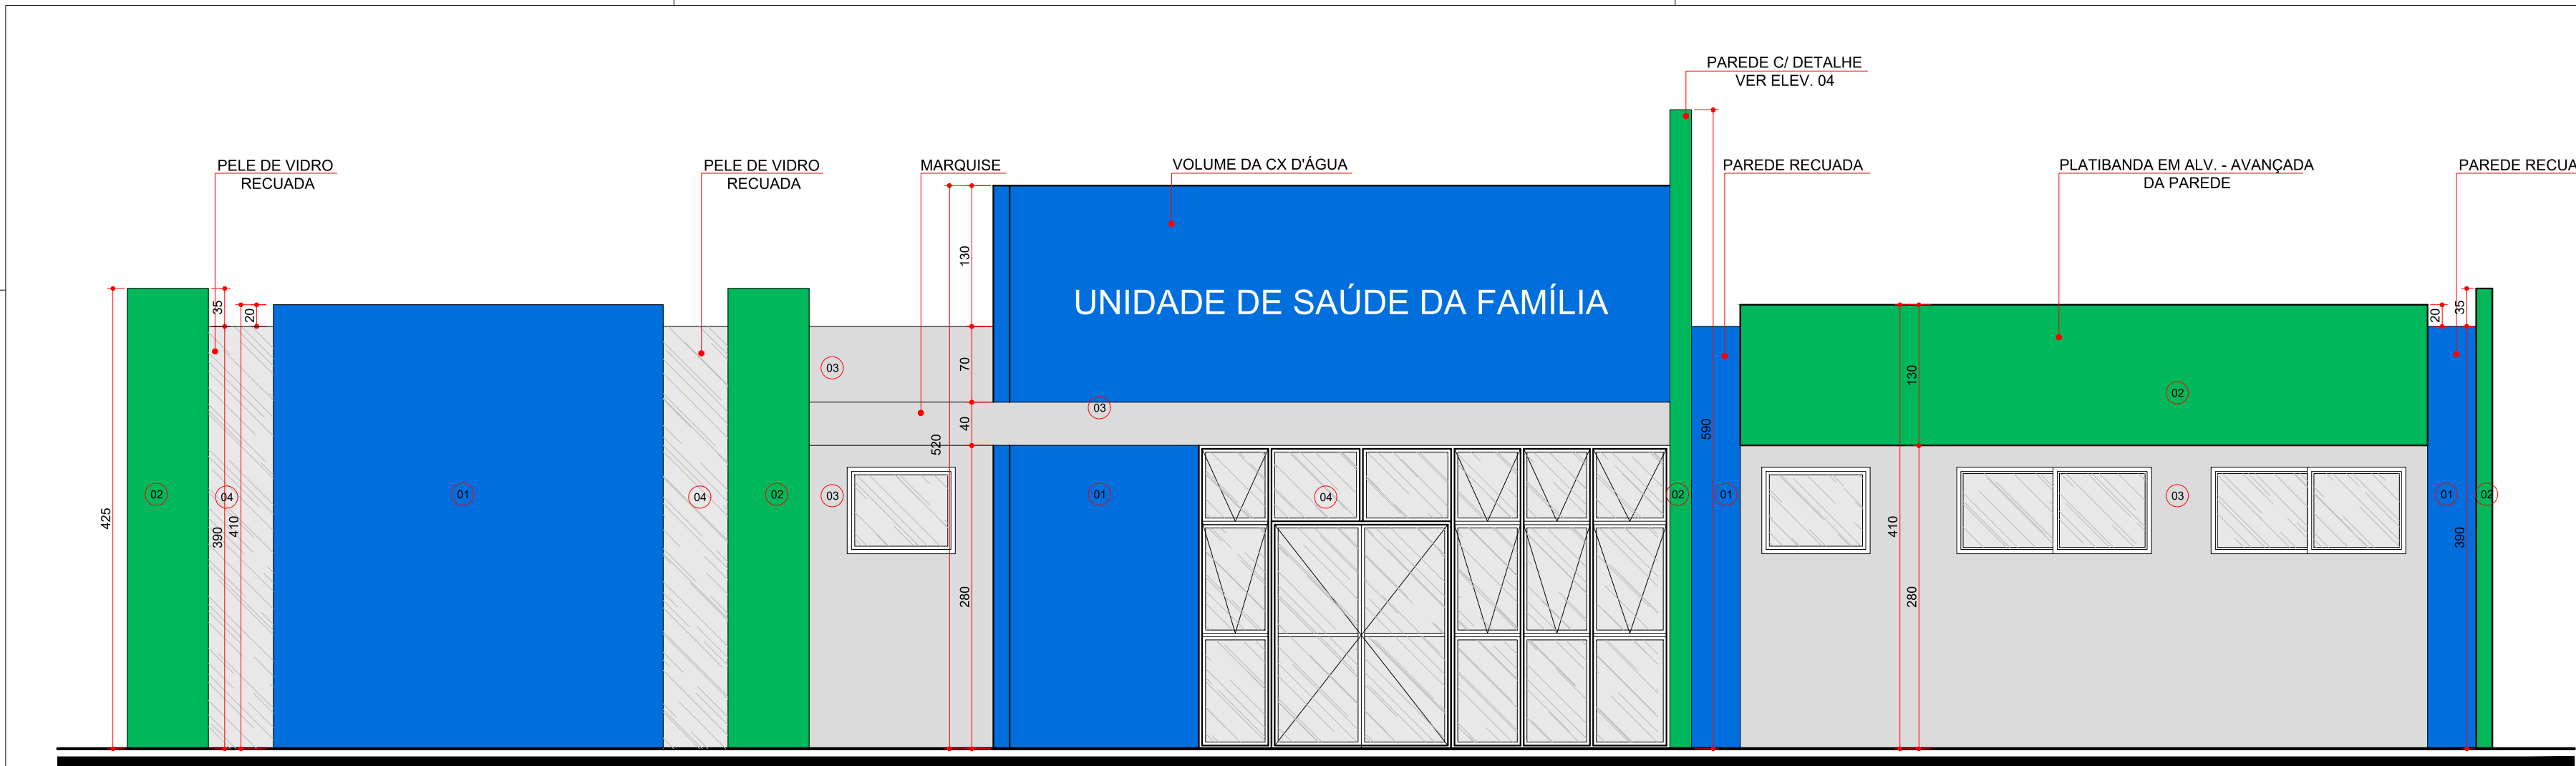 PAREDE C/ DETALHE
VER ELEV. 04
PELE DE VIDRO
RECUADA
PELE DE VIDRO
RECUADA
MARQUISE
VOLUME DA CX D'ÁGUA
PAREDE RECUADA
PLATIBANDA EM ALV. - AVANÇADA
DA PAREDE
PAREDE RECUA
UNIDADE DE SAÚDE DA FAMÍLIA
425
35
390
20
410
520
130
70
40
280
590
410
130
280
20
35
390
02
04
01
04
02
03
03
03
01
04
02
01
02
03
01
02